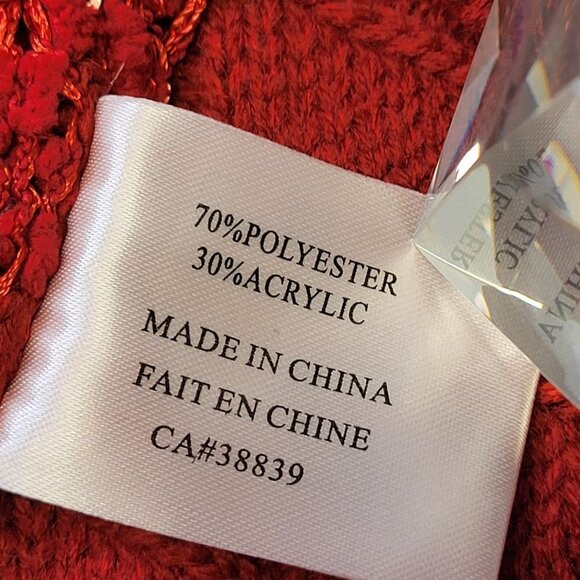 70%POLYESTER
30%ACRYLIC
MADE IN CHINA
FAIT EN CHINE
CA#38839